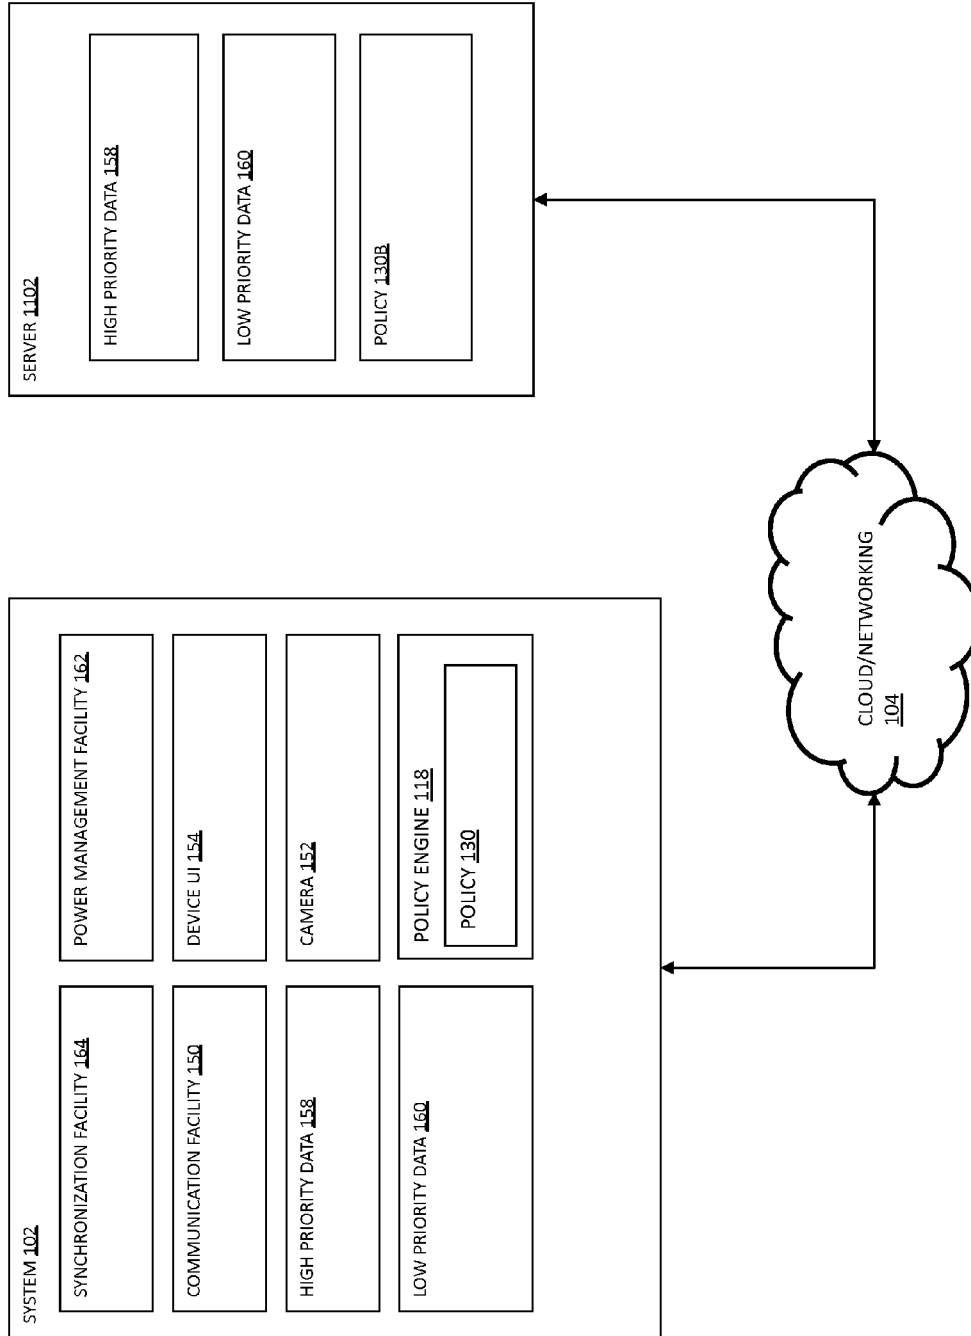 SYSTEM 102
SYNCHRONIZATION FACILITY 164
POWER MANAGEMENT FACILITY 162
COMMUNICATION FACILITY 150
DEVICE UI 154
HIGH PRIORITY DATA 158
CAMERA 152
LOW PRIORITY DATA 160
POLICY ENGINE 118
POLICY 130
SERVER 1102
HIGH PRIORITY DATA 158
LOW PRIORITY DATA 160
POLICY 130B
CLOUD/NETWORKING
104